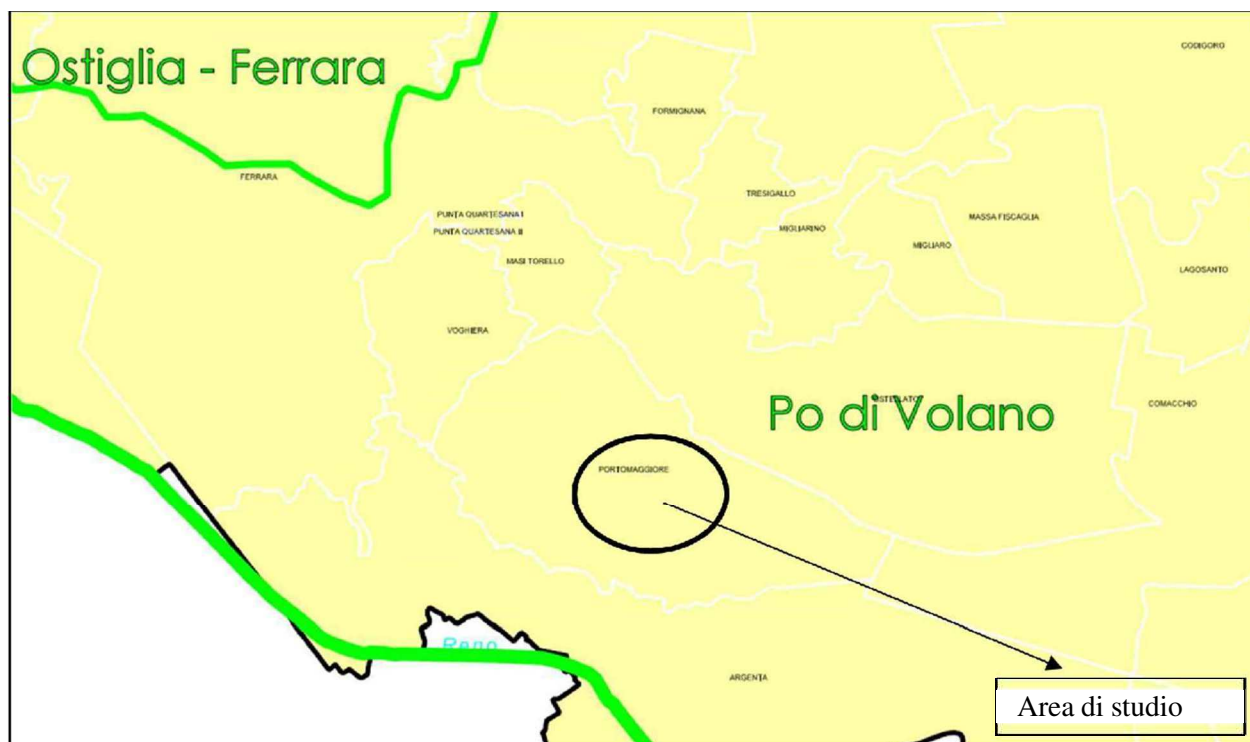 CODIGORO
Ostiglia - Ferrara
FORMIGNANA
FERRARA
TRESIGALLO
PUNTA QUARTESANA I
MASSA FISCAGLIA
PUNTA QUARTESANA II
MIGLIARINO
MIGLIARO
MASI TORELLO
LAGOSANTO
VOGHIERA
Po di Volano
COMACCHIO
PORTOMAGGIORE
Reno
ARGENTA
Area di studio